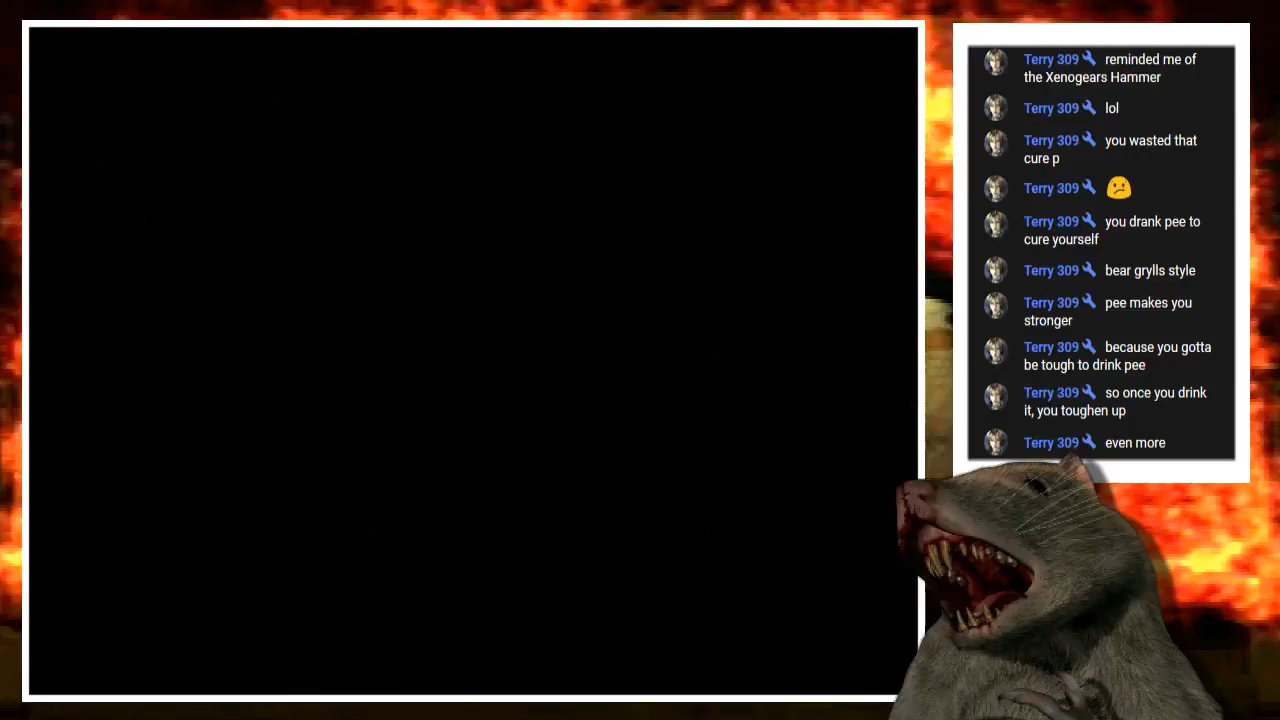 Terry 309 reminded me of
the Xenogears Hammer
Terry 309 lol
Terry 309 you wasted that
cure p
Terry 309
Terry 309 you drank pee to
cure yourself
Terry 309 bear grylls style
Terry 309 pee makes you
stronger
Terry 309 because you gotta
be tough to drink pee
Terry 309 so once you drink
it, you toughen up
Terry 309 even more